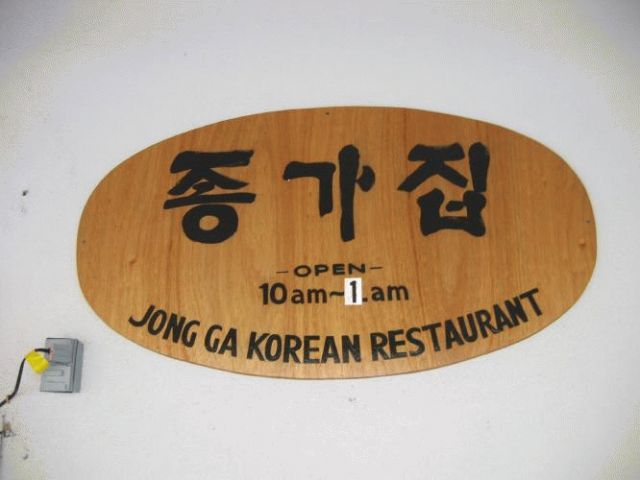 종가집
-OPEN-
10am~1.am
JONG GA KOREAN RESTAURANT